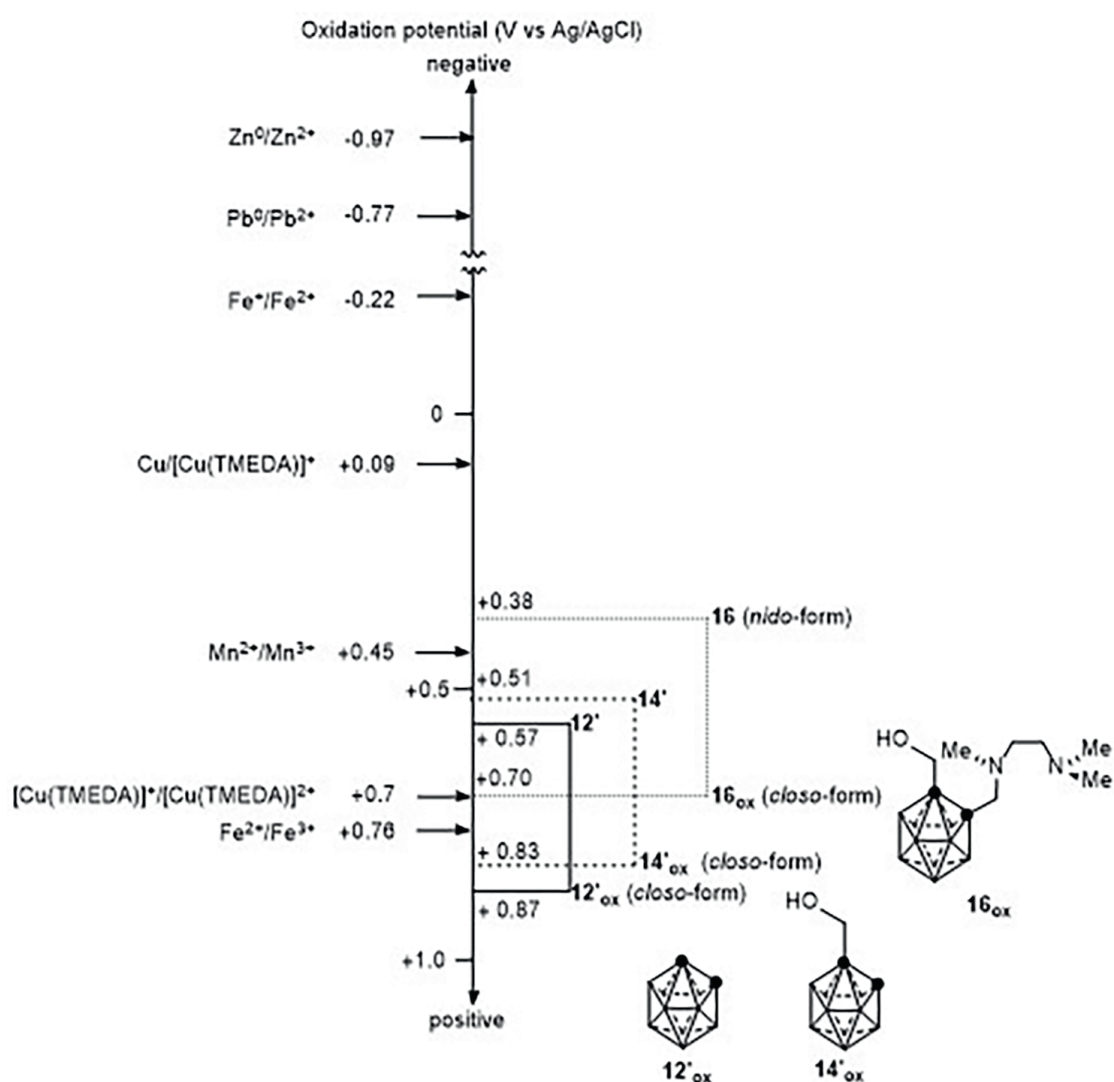 Oxidation potential (V vs Ag/AgCl)
negative
Zn⁰/Zn²⁺ -0.97
Pb⁰/Pb²⁺ -0.77
Fe⁺/Fe²⁺ -0.22
0
Cu/[Cu(TMEDA)]⁺ +0.09
+0.38
16 (nido-form)
Mn²⁺/Mn³⁺ +0.45
+0.5
+0.51
14'
12'
+ 0.57
+0.70
[Cu(TMEDA)]⁺/[Cu(TMEDA)]²⁺ +0.7
16ox (closo-form)
Fe²⁺/Fe³⁺ +0.76
+ 0.83
14'ox (closo-form)
12'ox (closo-form)
+ 0.87
+1.0
positive
HO
Me
N
N
Me
Me
16ox
HO
12'ox
14'ox